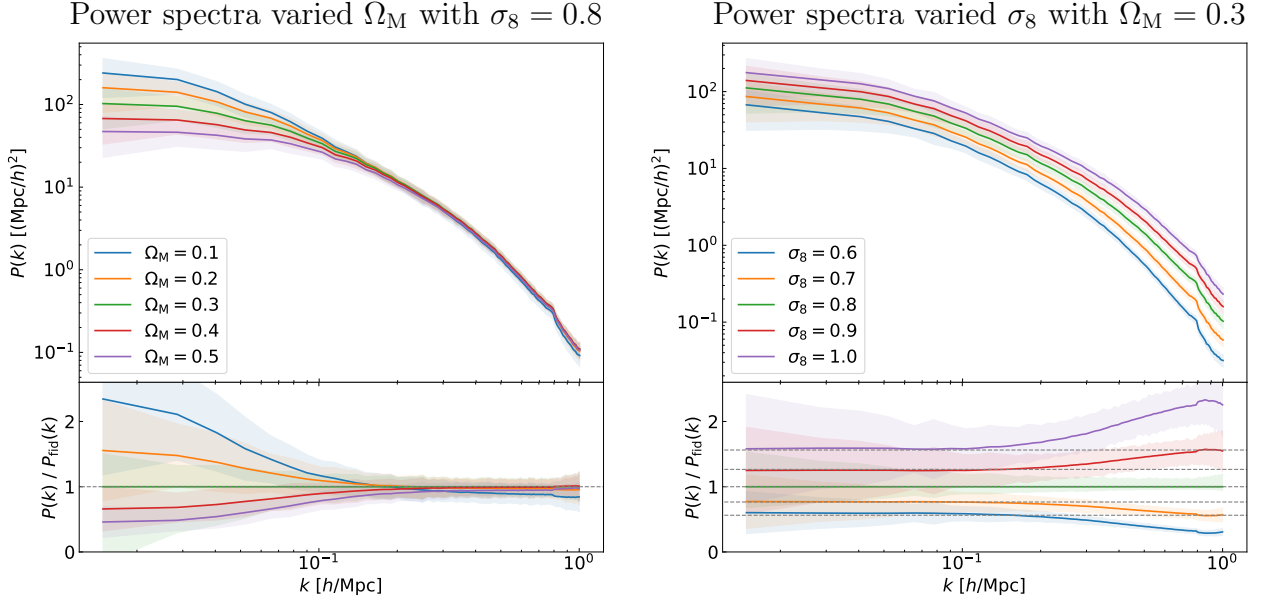 Power spectra varied Ω_M with σ_8 = 0.8
P(k) [(Mpc/h)^2]
10^2
10^1
10^0
10^−1
Ω_M = 0.1
Ω_M = 0.2
Ω_M = 0.3
Ω_M = 0.4
Ω_M = 0.5
P(k) / P_fid(k)
2
1
0
10^−1
10^0
k [h/Mpc]
Power spectra varied σ_8 with Ω_M = 0.3
P(k) [(Mpc/h)^2]
10^2
10^1
10^0
10^−1
σ_8 = 0.6
σ_8 = 0.7
σ_8 = 0.8
σ_8 = 0.9
σ_8 = 1.0
P(k) / P_fid(k)
2
1
0
10^−1
10^0
k [h/Mpc]